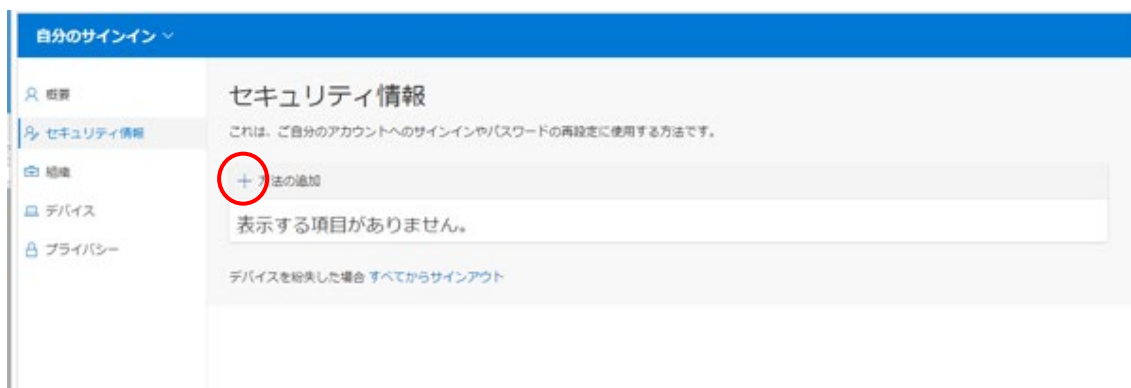 自分のサインイン
概要
セキュリティ情報
組織
デバイス
プライバシー
セキュリティ情報
これは、ご自分のアカウントへのサインインやパスワードの再設定に使用する方法です。
+ 方法の追加
表示する項目がありません。
デバイスを紛失した場合 すべてからサインアウト